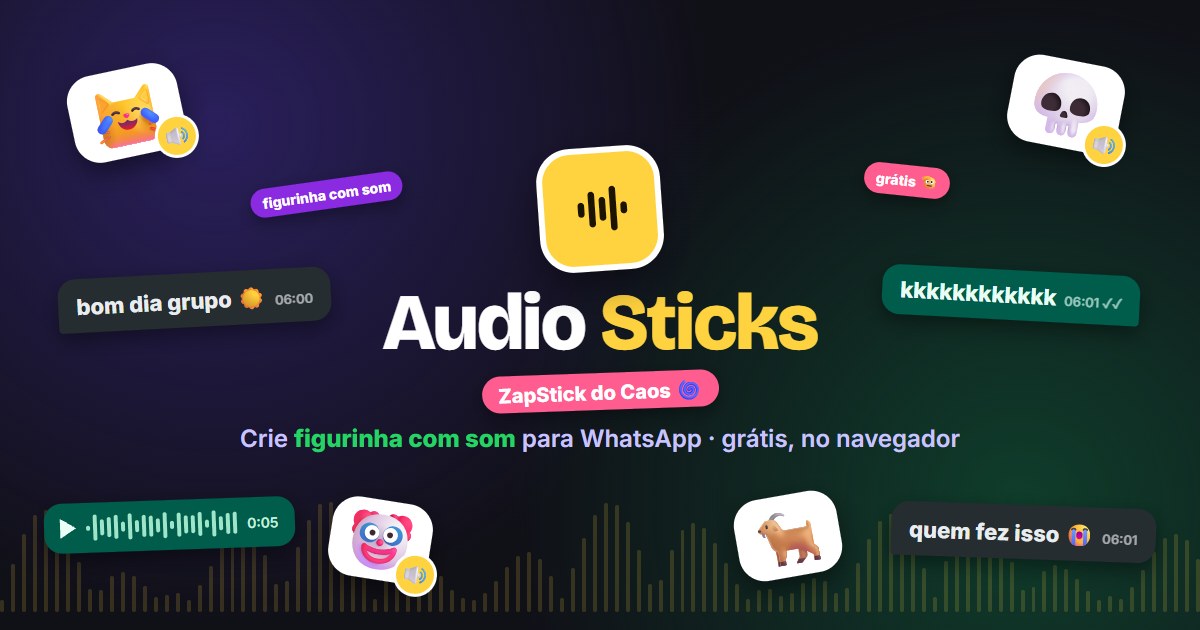 figurinha com som
grátis
bom dia grupo 06:00
kkkkkkkkkkkk 06:01
Audio Sticks
ZapStick do Caos
Crie figurinha com som para WhatsApp · grátis, no navegador
0:05
quem fez isso 06:01